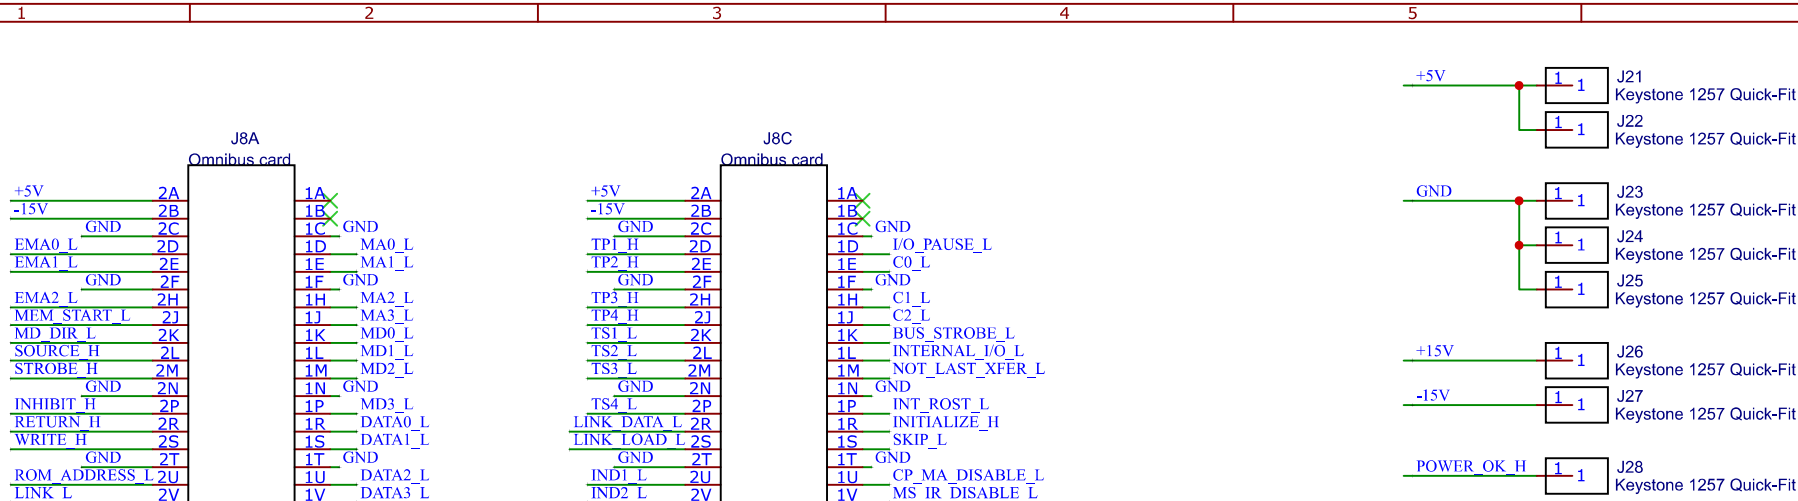 1 2 3 4 5
J8A
Omnibus card
+5V 2A 1A
-15V 2B 1B
GND 2C 1C GND
EMA0_L 2D 1D MA0_L
EMA1_L 2E 1E MA1_L
GND 2F 1F GND
EMA2_L 2H 1H MA2_L
MEM_START_L 2J 1J MA3_L
MD_DIR_L 2K 1K MD0_L
SOURCE_H 2L 1L MD1_L
STROBE_H 2M 1M MD2_L
GND 2N 1N GND
INHIBIT_H 2P 1P MD3_L
RETURN_H 2R 1R DATA0_L
WRITE_H 2S 1S DATA1_L
GND 2T 1T GND
ROM_ADDRESS_L 2U 1U DATA2_L
LINK_L 2V 1V DATA3_L
J8C
Omnibus card
+5V 2A 1A
-15V 2B 1B
GND 2C 1C GND
TP1_H 2D 1D I/O_PAUSE_L
TP2_H 2E 1E C0_L
GND 2F 1F GND
TP3_H 2H 1H C1_L
TP4_H 2J 1J C2_L
TS1_L 2K 1K BUS_STROBE_L
TS2_L 2L 1L INTERNAL_I/O_L
TS3_L 2M 1M NOT_LAST_XFER_L
GND 2N 1N GND
TS4_L 2P 1P INT_ROST_L
LINK_DATA_L 2R 1R INITIALIZE_H
LINK_LOAD_L 2S 1S SKIP_L
GND 2T 1T GND
IND1_L 2U 1U CP_MA_DISABLE_L
IND2_L 2V 1V MS_IR_DISABLE_L
+5V 1 1 J21
Keystone 1257 Quick-Fit
1 1 J22
Keystone 1257 Quick-Fit
GND 1 1 J23
Keystone 1257 Quick-Fit
1 1 J24
Keystone 1257 Quick-Fit
1 1 J25
Keystone 1257 Quick-Fit
+15V 1 1 J26
Keystone 1257 Quick-Fit
-15V 1 1 J27
Keystone 1257 Quick-Fit
POWER_OK_H 1 1 J28
Keystone 1257 Quick-Fit